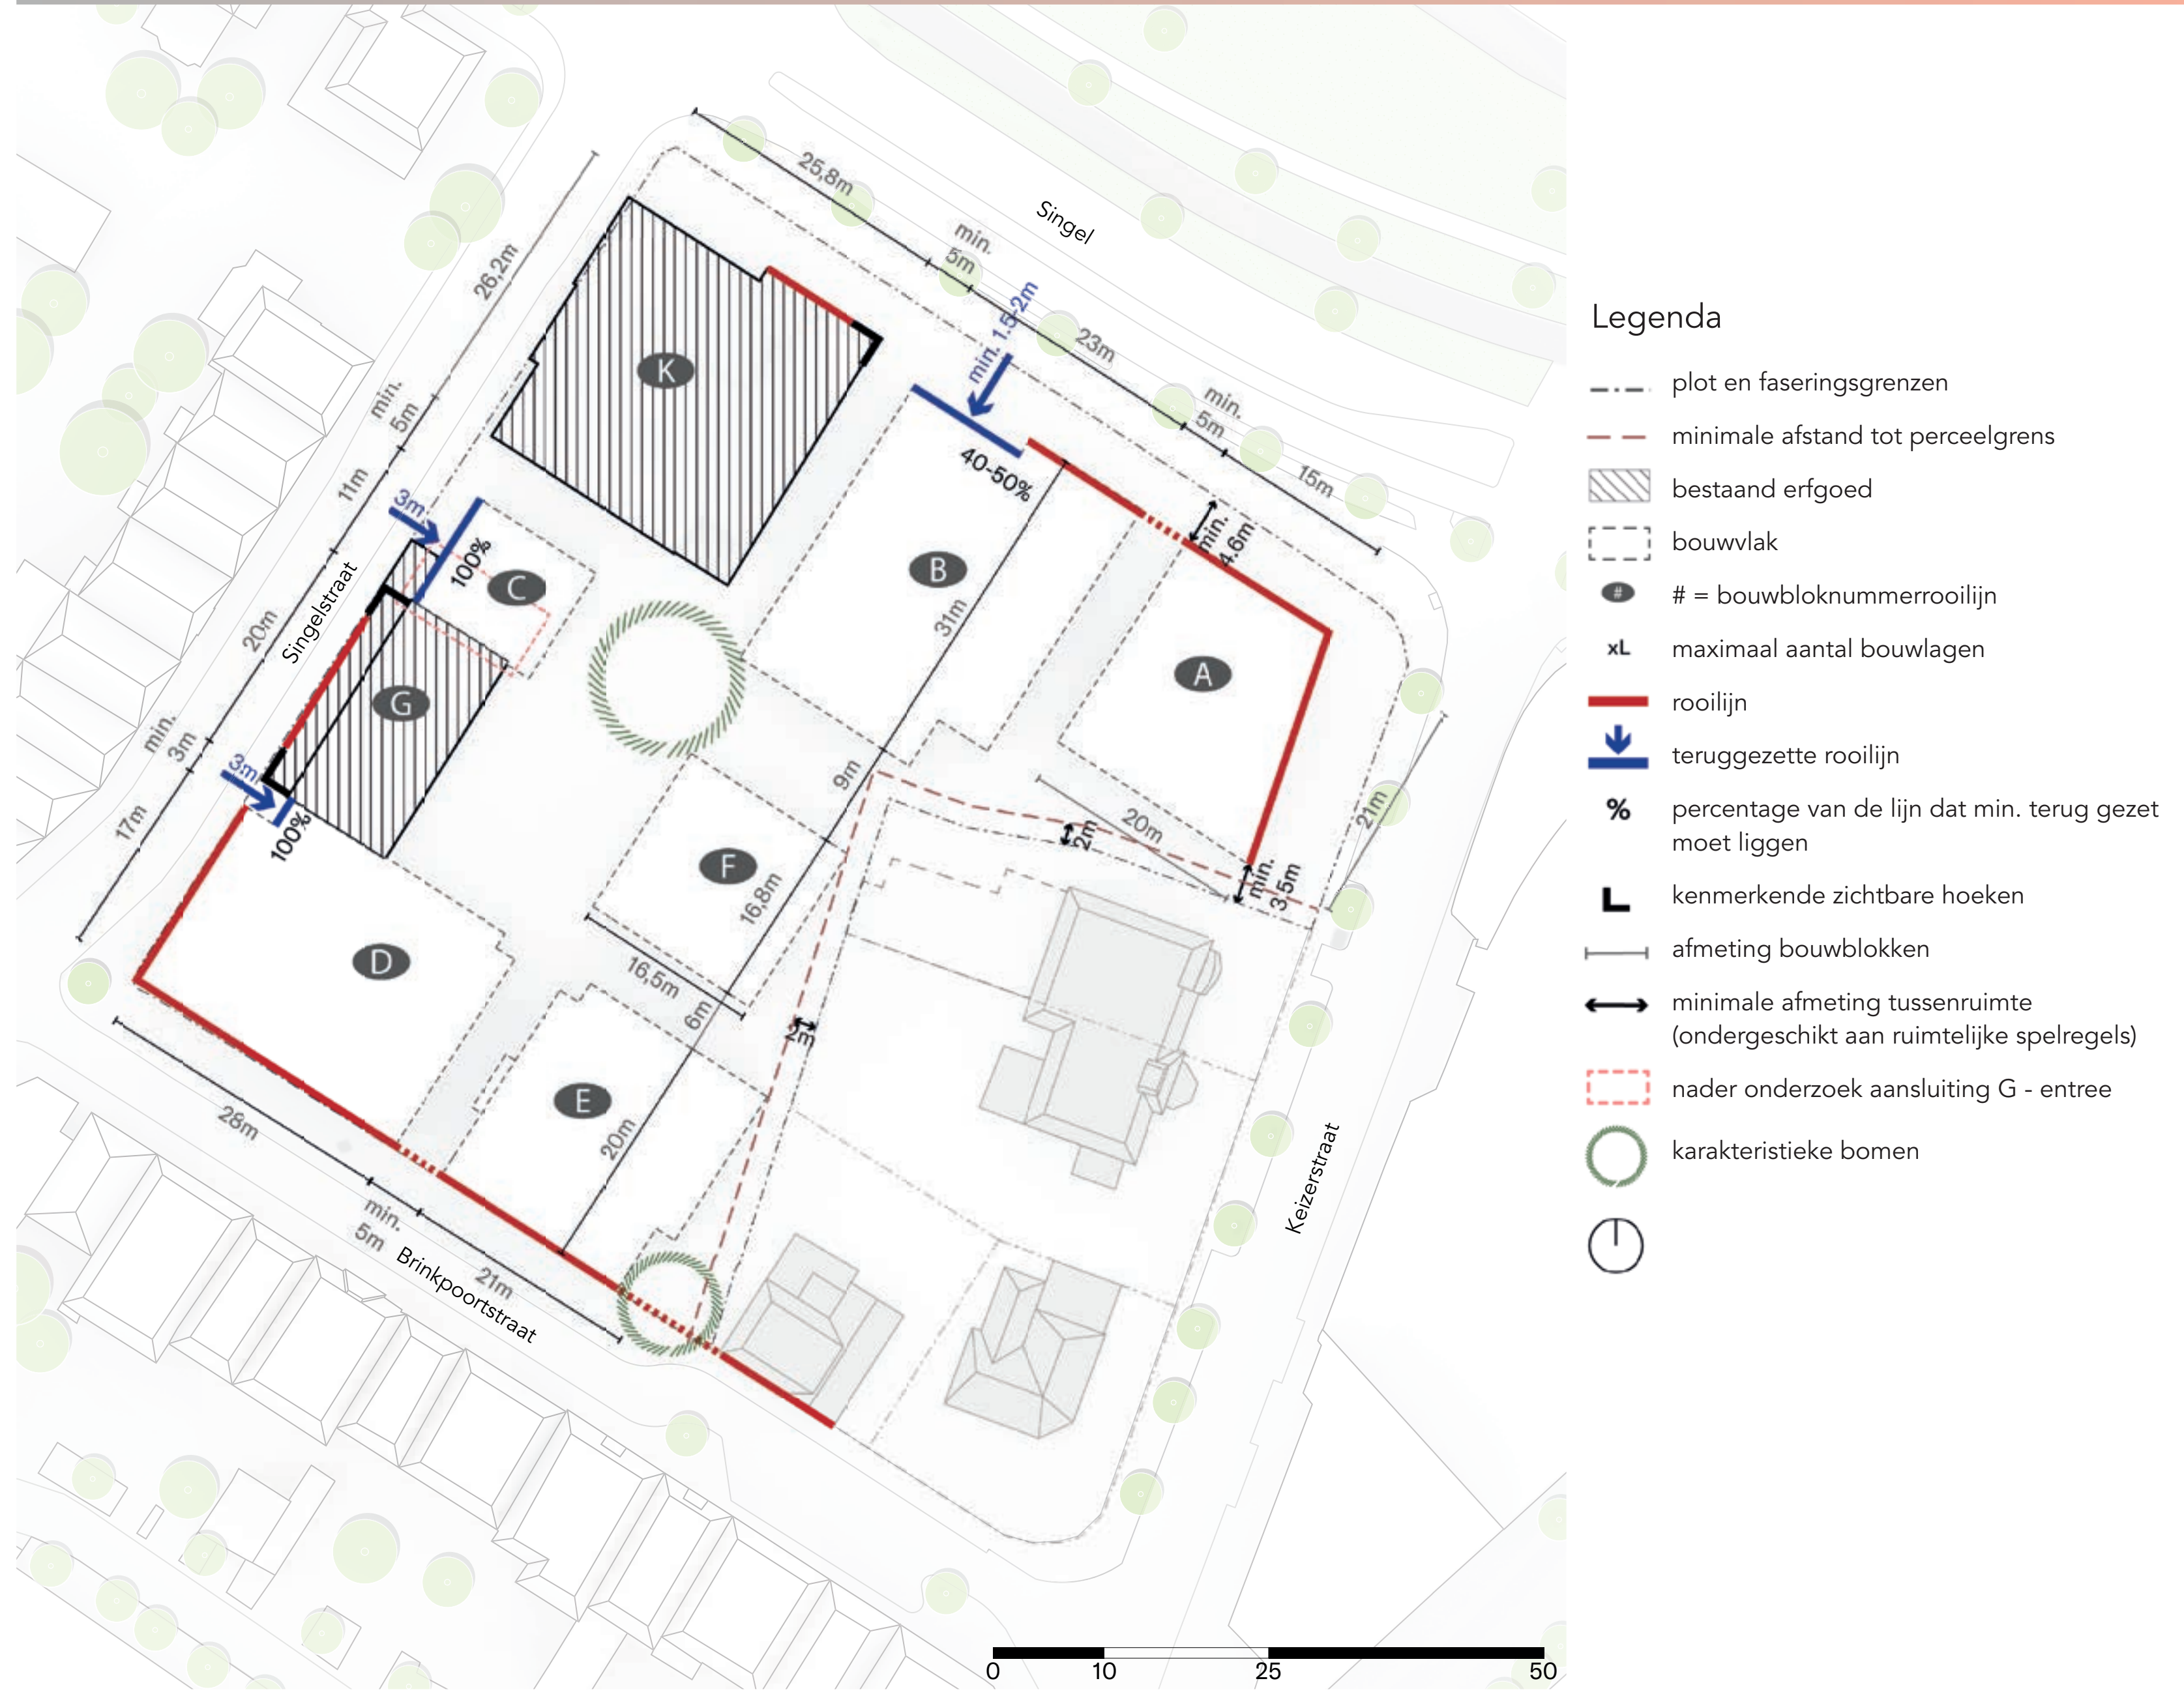 25,8m
Singel
min.
5m
26,2m
min. 1.5-2m
23m
K
min.
5m
min.
5m
40-50%
15m
11m
3m
min.
4.6m
100%
C
B
Singelstraat
20m
31m
A
G
min.
3m
3m
9m
21m
17m
100%
20m
2m
F
min.
3.5m
16,8m
D
16,5m
6m
2m
E
28m
20m
min.
5m
Keizerstraat
Brinkpoortstraat
21m
0 10 25 50
Legenda
plot en faseringsgrenzen
minimale afstand tot perceelgrens
bestaand erfgoed
bouwvlak
# # = bouwbloknummerrooilijn
xL maximaal aantal bouwlagen
rooilijn
teruggezette rooilijn
% percentage van de lijn dat min. terug gezet
moet liggen
kenmerkende zichtbare hoeken
afmeting bouwblokken
minimale afmeting tussenruimte
(ondergeschikt aan ruimtelijke spelregels)
nader onderzoek aansluiting G - entree
karakteristieke bomen